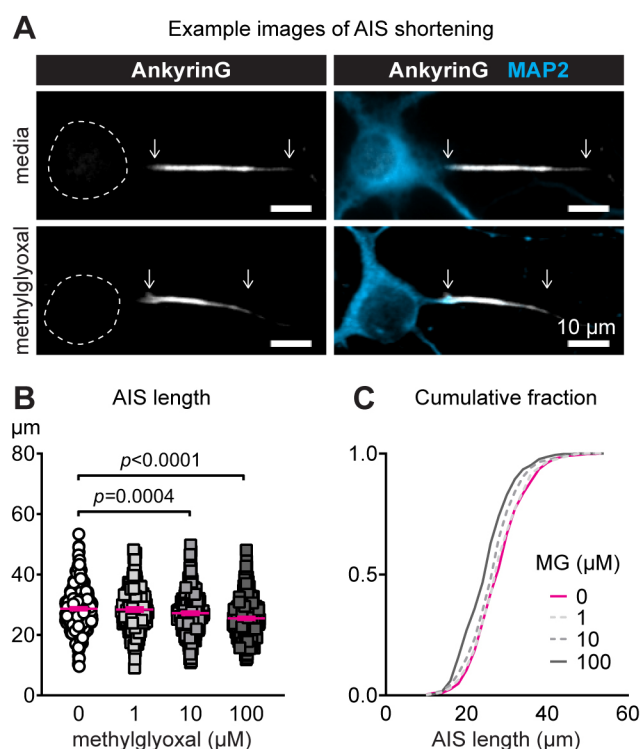 A Example images of AIS shortening
AnkyrinG
AnkyrinG MAP2
media
methylglyoxal
10 μm
B AIS length
μm
80
60
40
20
0
p<0.0001
p=0.0004
0 1 10 100
methylglyoxal (μM)
C Cumulative fraction
1.0
0.5
0.0
MG (μM)
0
1
10
100
0 20 40 60
AIS length (μm)